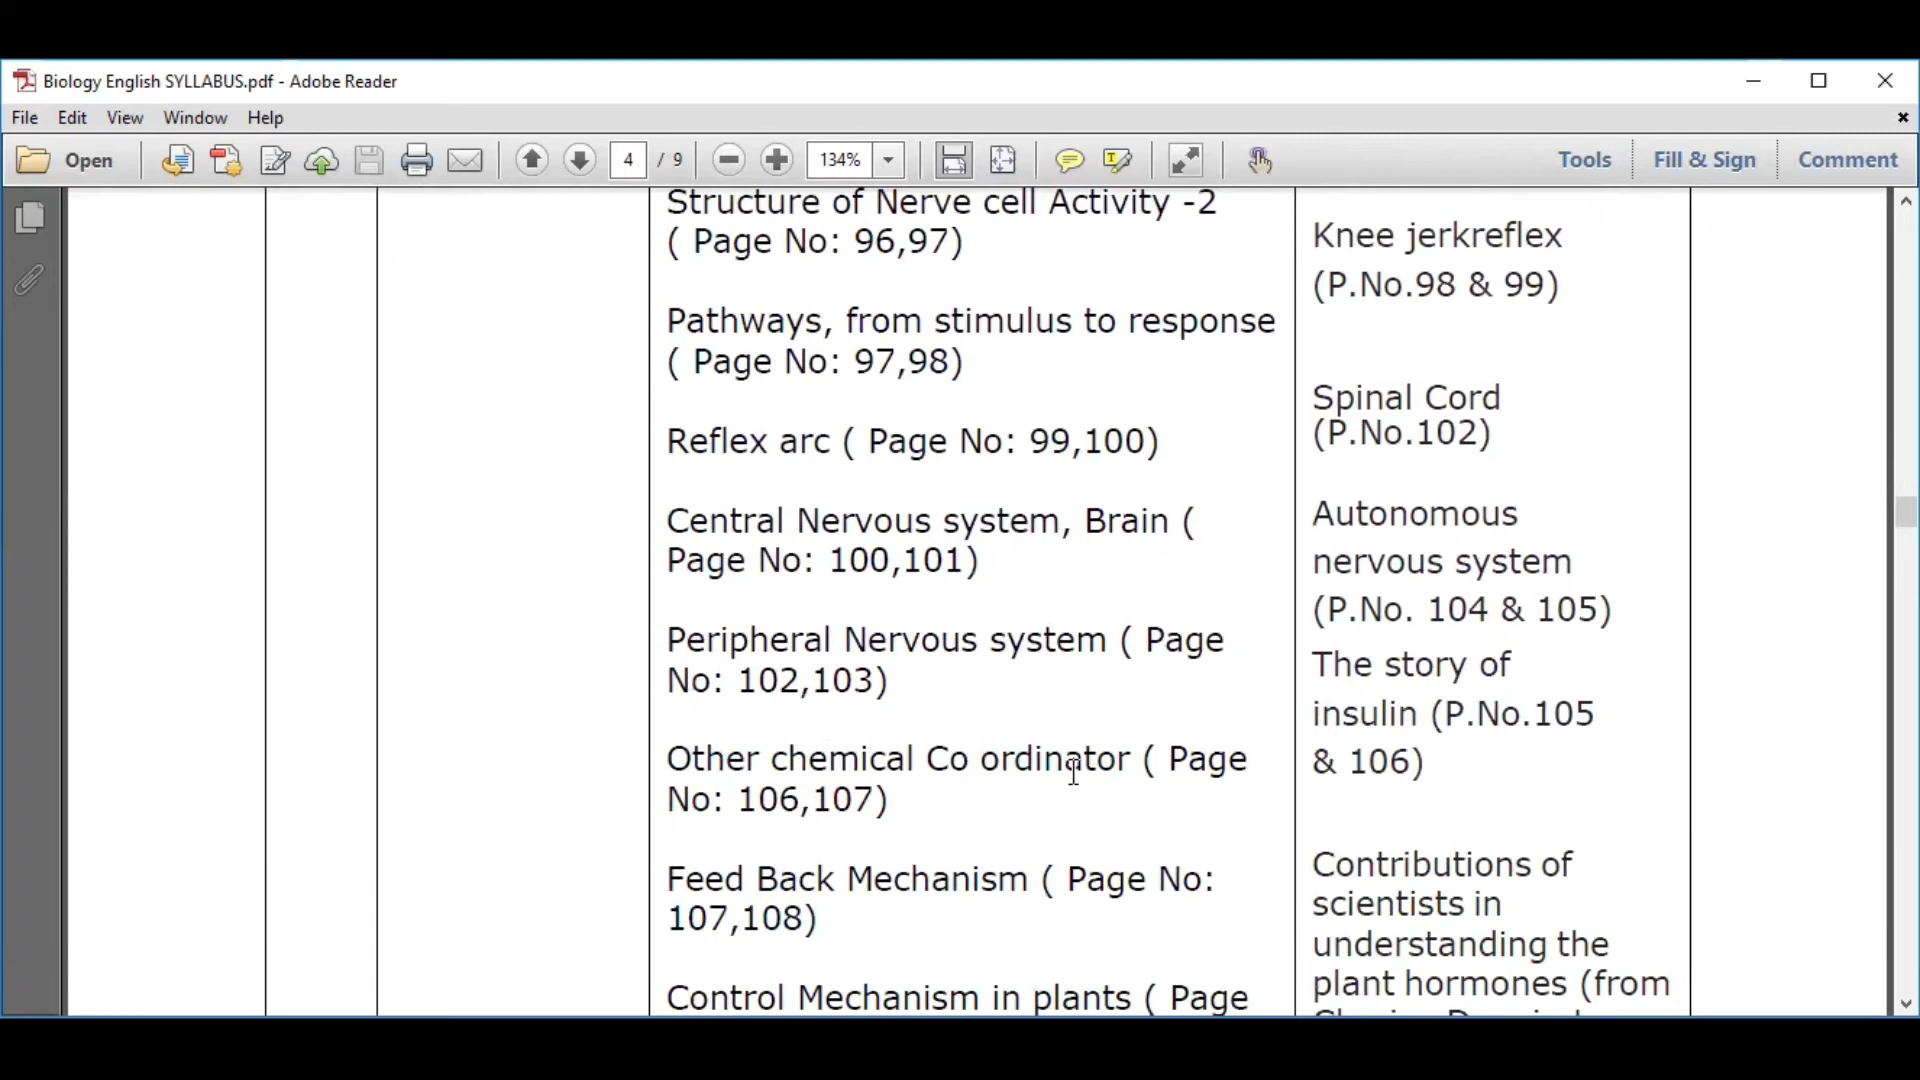 Biology English SYLLABUS.pdf - Adobe Reader
File Edit View Window Help
Open 4 / 9 134% Tools Fill & Sign Comment
Structure of Nerve cell Activity -2
( Page No: 96,97)
Pathways, from stimulus to response
( Page No: 97,98)
Reflex arc ( Page No: 99,100)
Central Nervous system, Brain (
Page No: 100,101)
Peripheral Nervous system ( Page
No: 102,103)
Other chemical Co ordinator ( Page
No: 106,107)
Feed Back Mechanism ( Page No:
107,108)
Control Mechanism in plants ( Page
Knee jerkreflex
(P.No.98 & 99)
Spinal Cord
(P.No.102)
Autonomous
nervous system
(P.No. 104 & 105)
The story of
insulin (P.No.105
& 106)
Contributions of
scientists in
understanding the
plant hormones (from